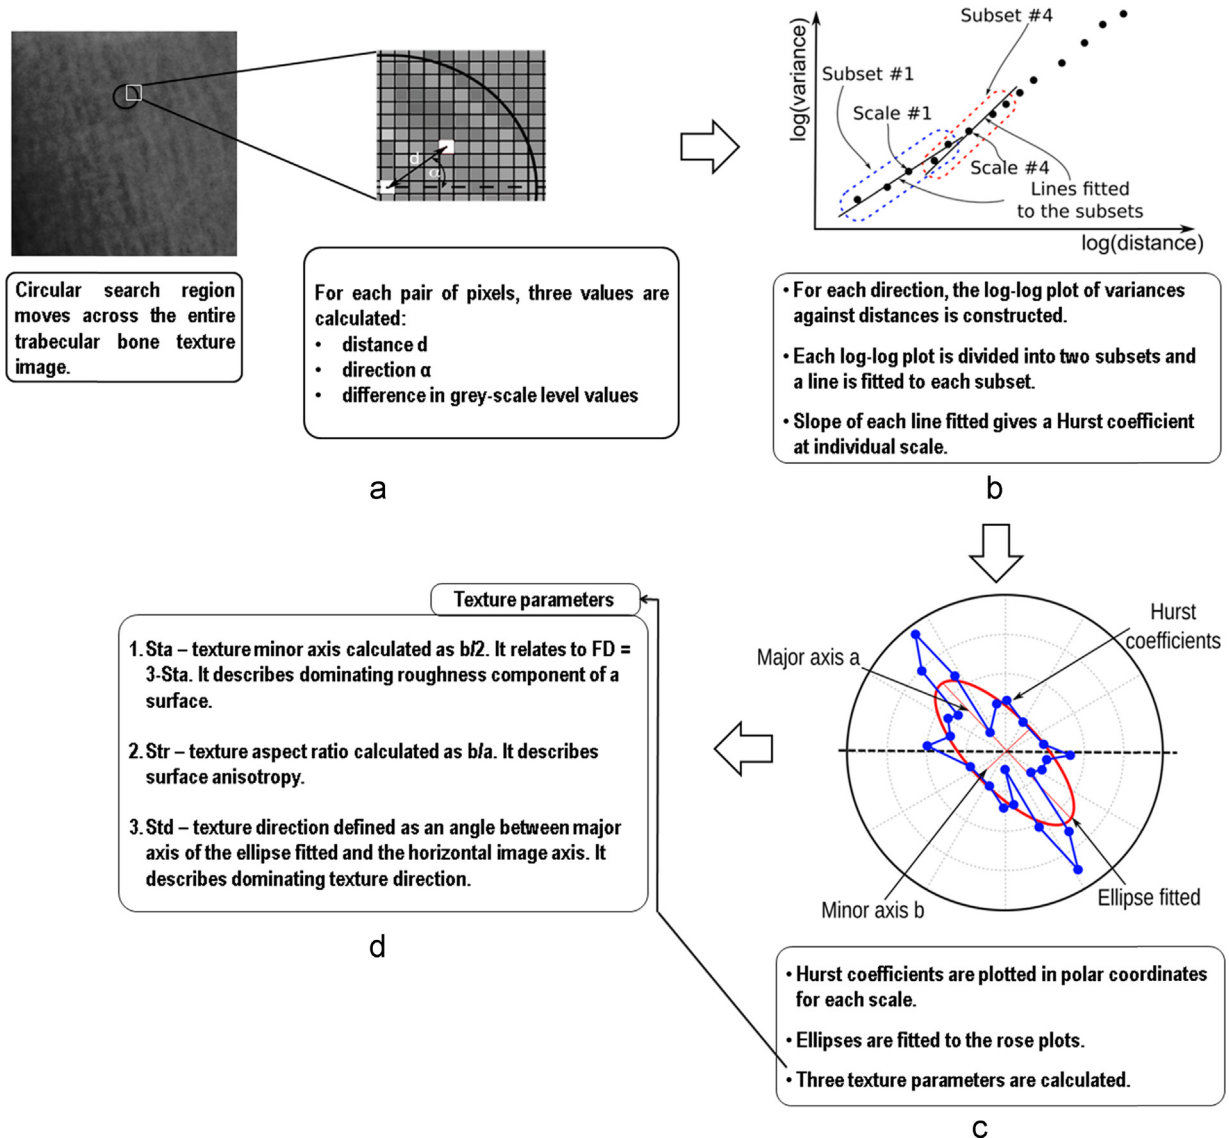 d
α
Circular search region
moves across the entire
trabecular bone texture
image.
For each pair of pixels, three values are
calculated:
• distance d
• direction α
• difference in grey-scale level values
a
log(variance)
Subset #4
Subset #1
Scale #1
Scale #4
Lines fitted
to the subsets
log(distance)
• For each direction, the log-log plot of variances
against distances is constructed.
• Each log-log plot is divided into two subsets and
a line is fitted to each subset.
• Slope of each line fitted gives a Hurst coefficient
at individual scale.
b
Hurst
coefficients
Major axis a
Minor axis b
Ellipse fitted
• Hurst coefficients are plotted in polar coordinates
for each scale.
• Ellipses are fitted to the rose plots.
• Three texture parameters are calculated.
c
Texture parameters
1. Sta – texture minor axis calculated as b/2. It relates to FD =
3-Sta. It describes dominating roughness component of a
surface.
2. Str – texture aspect ratio calculated as b/a. It describes
surface anisotropy.
3. Std – texture direction defined as an angle between major
axis of the ellipse fitted and the horizontal image axis. It
describes dominating texture direction.
d